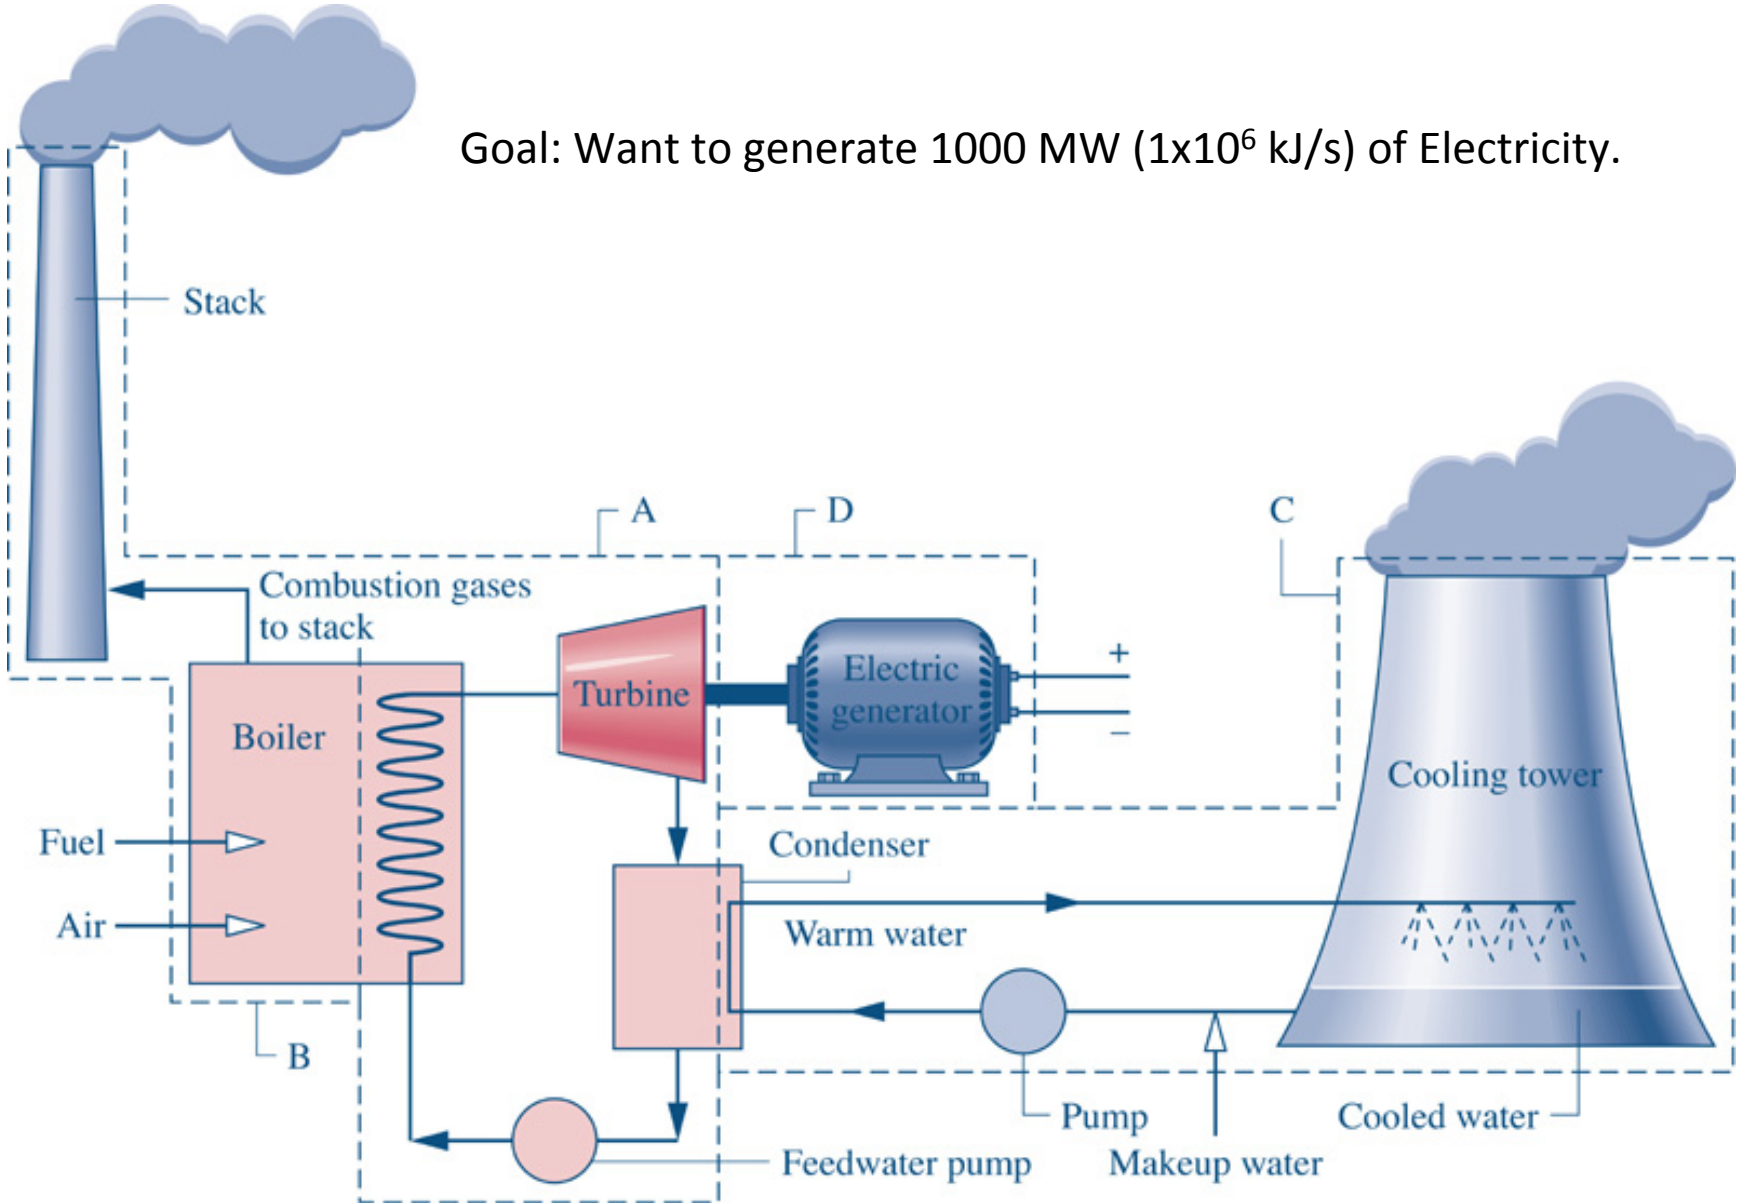 Goal: Want to generate 1000 MW (1x10⁶ kJ/s) of Electricity.
Stack
A
D
C
Combustion gases
to stack
Electric
generator
+
−
Turbine
Boiler
Cooling tower
Fuel
Condenser
Air
Warm water
B
Pump
Cooled water
Feedwater pump
Makeup water